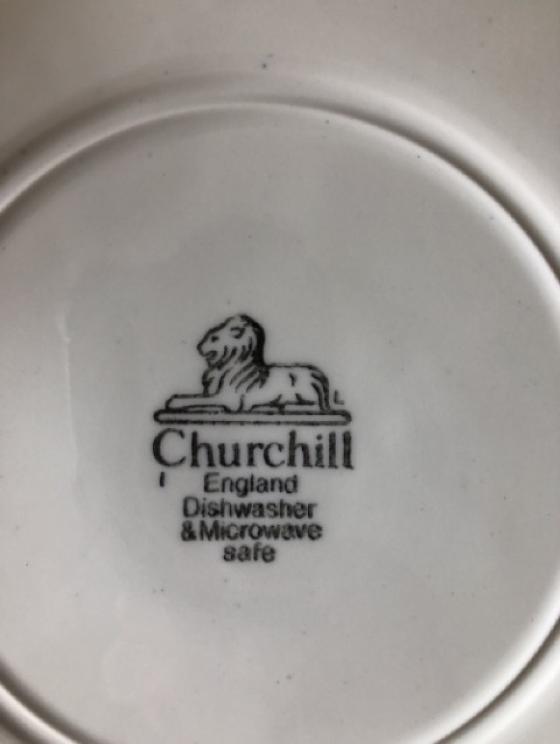 Churchill
England
Dishwasher
&Microwave
safe